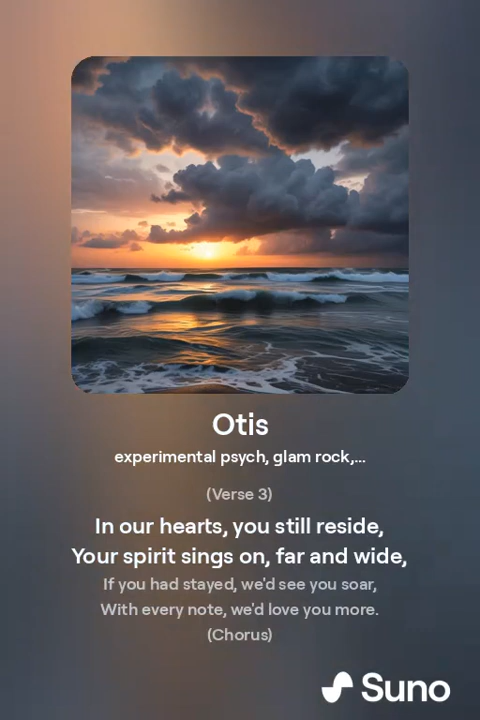 Otis
experimental psych, glam rock,...
(Verse 3)
In our hearts, you still reside,
Your spirit sings on, far and wide,
If you had stayed, we'd see you soar,
With every note, we'd love you more.
(Chorus)
Suno